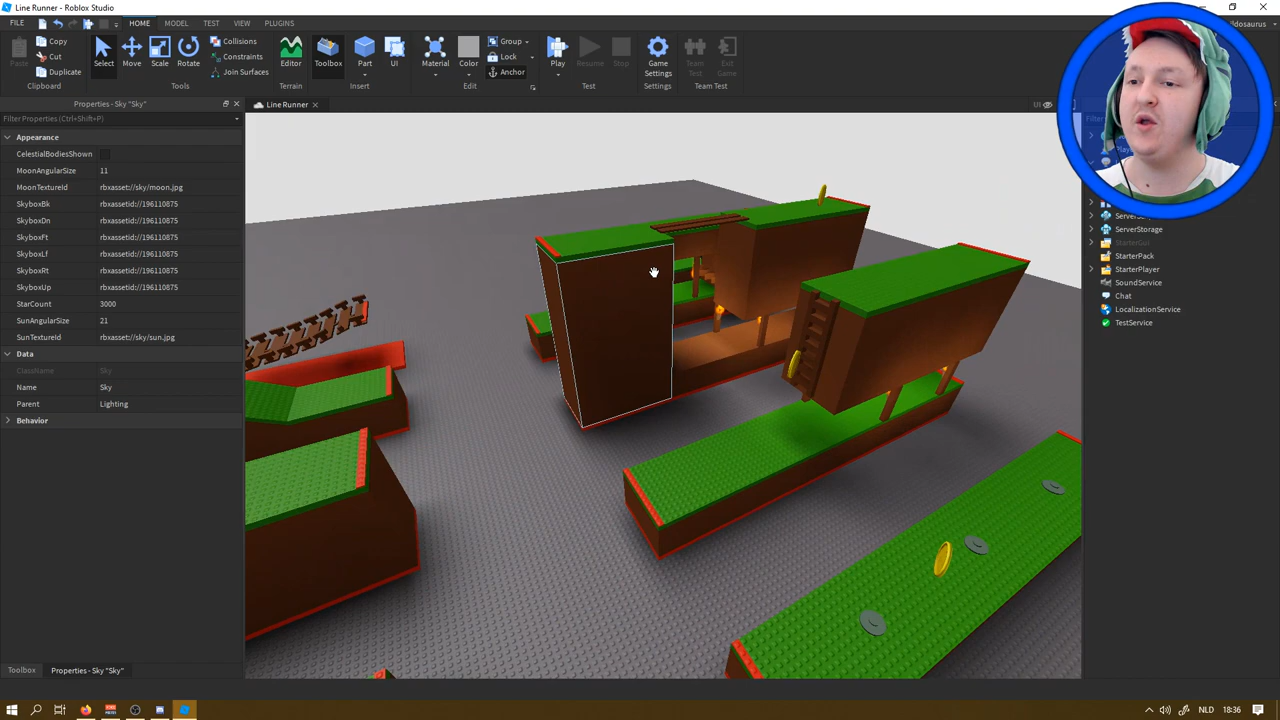 Line Runner - Roblox Studio
FILE HOME MODEL TEST VIEW PLUGINS
Paste Copy Cut Duplicate Select Move Scale Rotate Collisions Constraints Join Surfaces Editor Toolbox Part UI Material Color Group Lock Anchor Play Resume Stop Game Settings Team Test Exit Game
Clipboard Tools Terrain Insert Edit Test Settings Team Test
Properties - Sky "Sky"
Line Runner
UI
Filter Properties (Ctrl+Shift+P)
Appearance
CelestialBodiesShown
MoonAngularSize 11
MoonTextureId rbxasset://sky/moon.jpg
SkyboxBk rbxassetid://196110875
SkyboxDn rbxassetid://196110875
SkyboxFt rbxassetid://196110875
SkyboxLf rbxassetid://196110875
SkyboxRt rbxassetid://196110875
SkyboxUp rbxassetid://196110875
StarCount 3000
SunAngularSize 21
SunTextureId rbxasset://sky/sun.jpg
Data
ClassName Sky
Name Sky
Parent Lighting
Behavior
ServerStorage
StarterGui
StarterPack
StarterPlayer
SoundService
Chat
LocalizationService
TestService
Toolbox Properties - Sky "Sky"
NLD 18:36